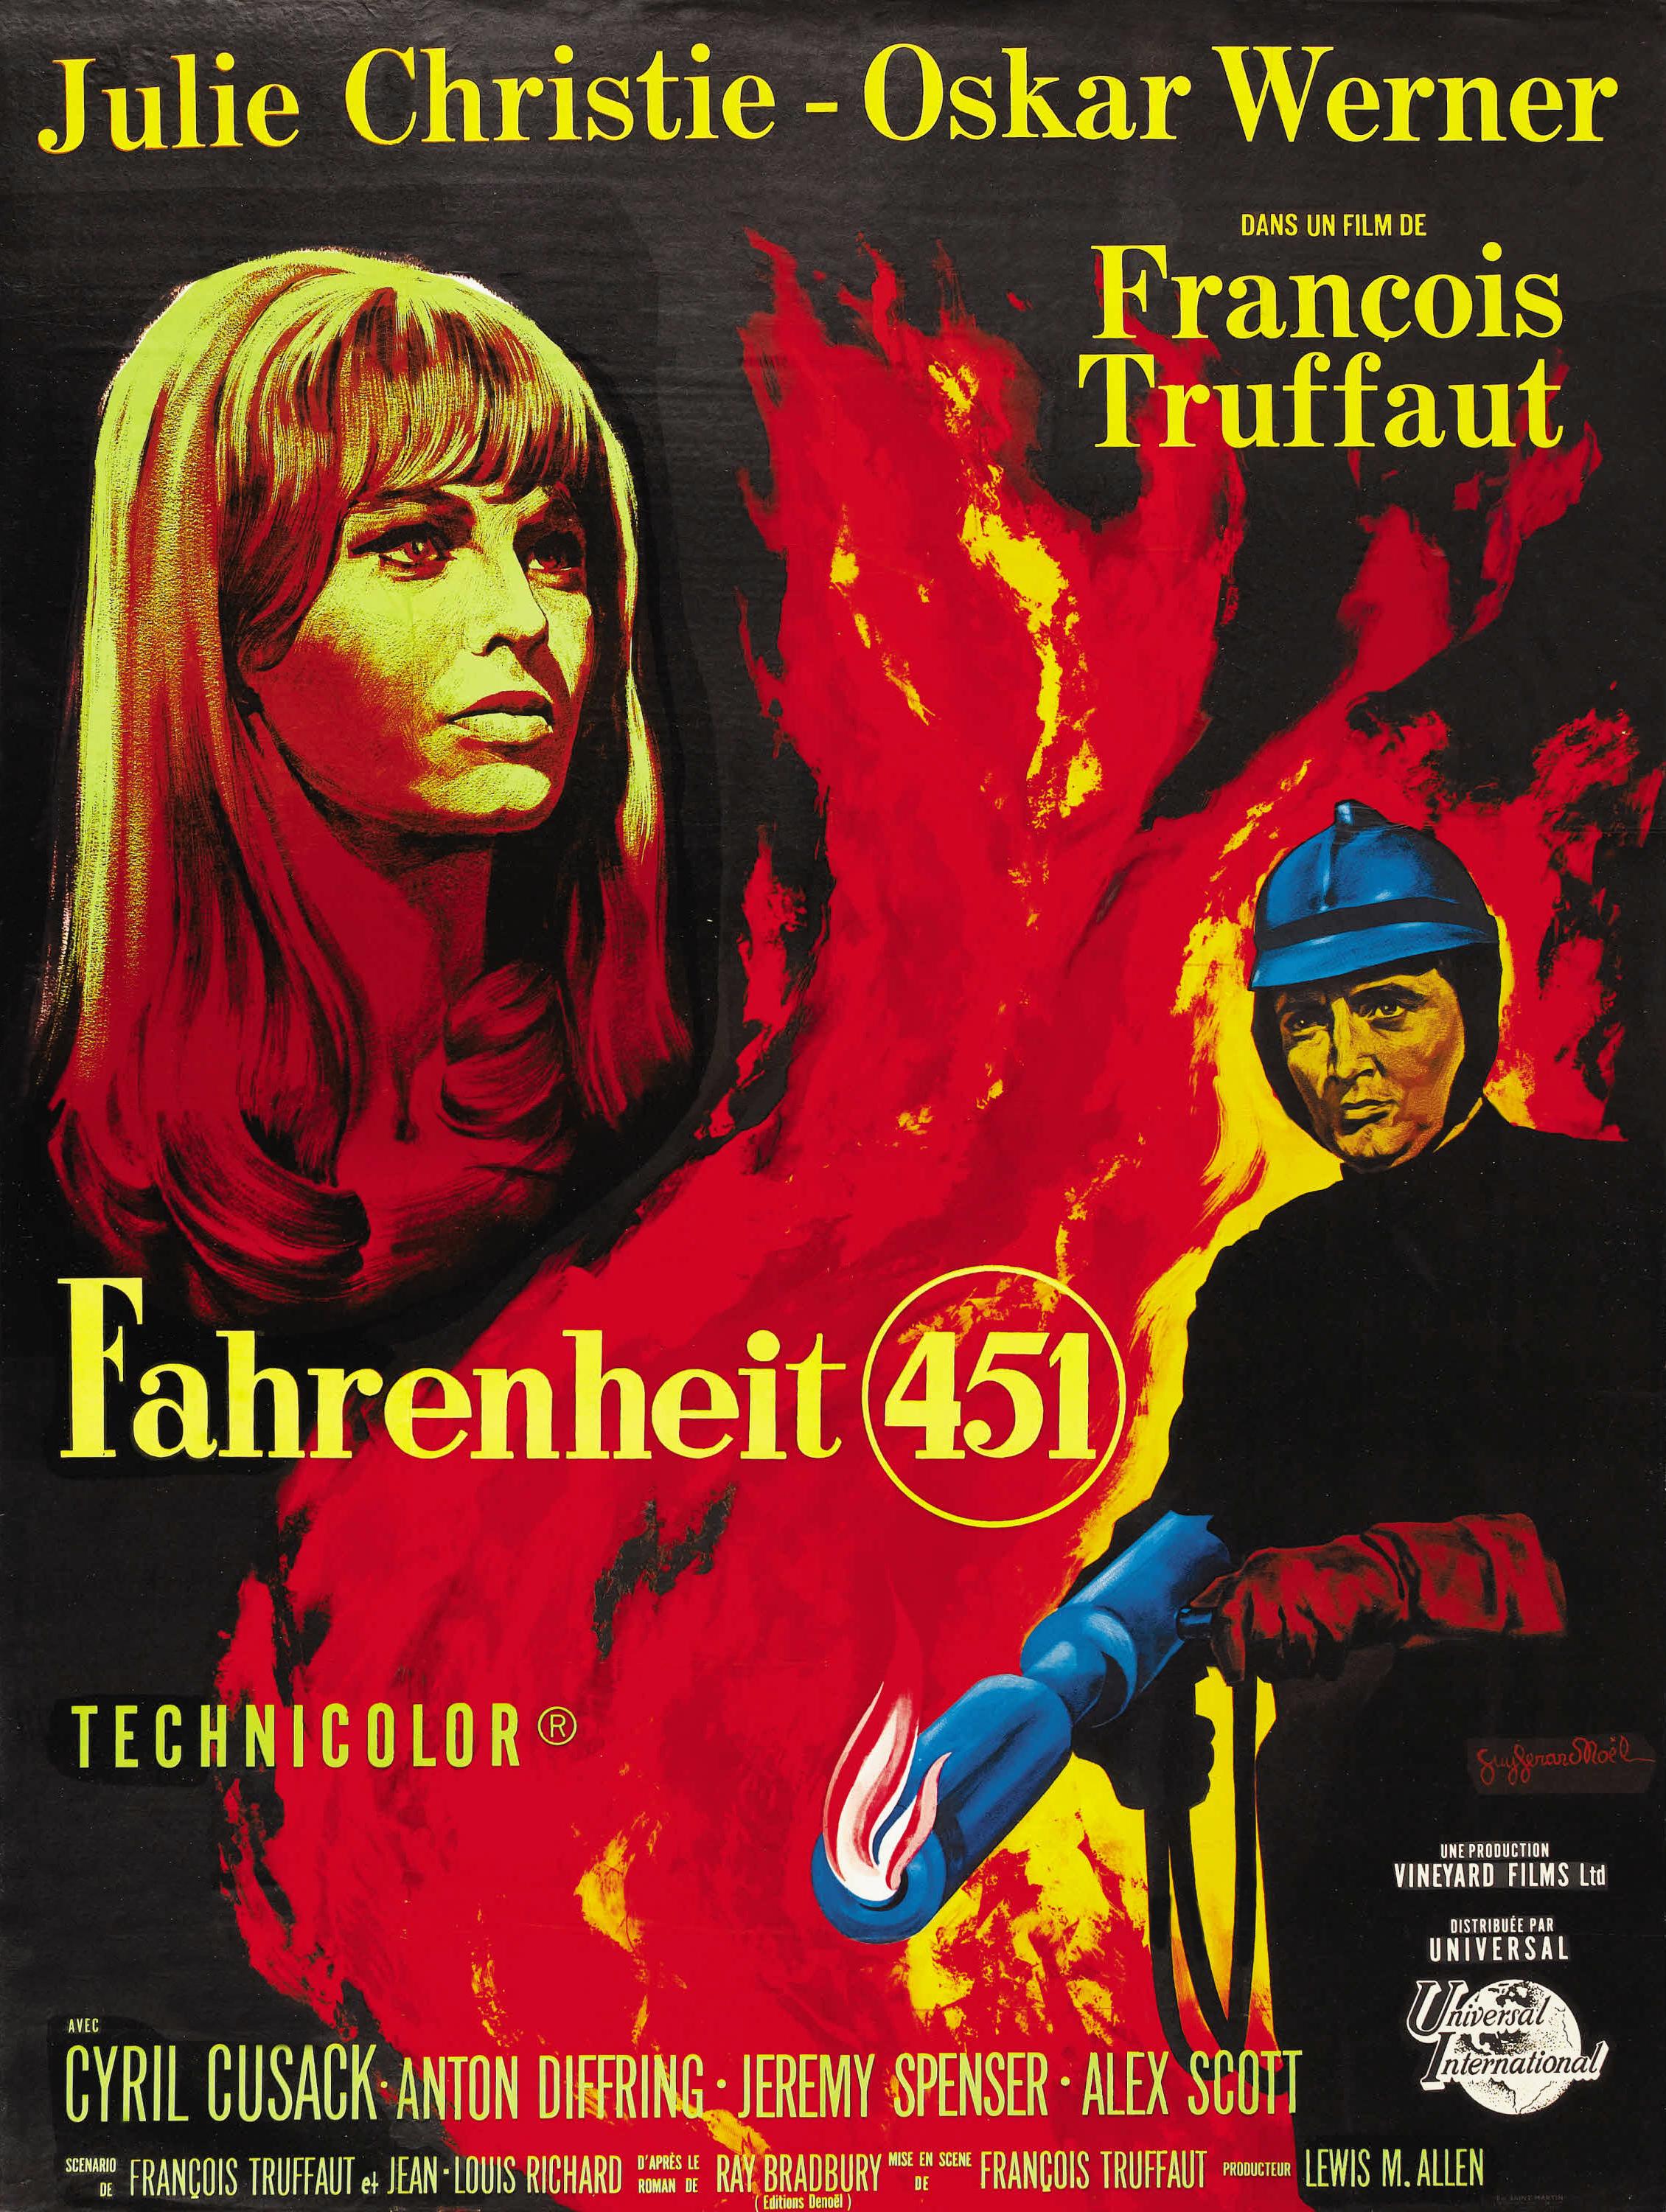 Julie Christie - Oskar Werner
DANS UN FILM DE
François
Truffaut
Fahrenheit 451
TECHNICOLOR ®
Guy Gerard Noël
UNE PRODUCTION
VINEYARD FILMS Ltd
DISTRIBUÉE PAR
UNIVERSAL
Universal
International
AVEC
CYRIL CUSACK · ANTON DIFFRING · JEREMY SPENSER · ALEX SCOTT
SCENARIO DE FRANÇOIS TRUFFAUT et JEAN-LOUIS RICHARD D'APRÈS LE ROMAN DE RAY BRADBURY MISE EN SCENE DE FRANÇOIS TRUFFAUT PRODUCTEUR LEWIS M. ALLEN
(Editions Denoël)